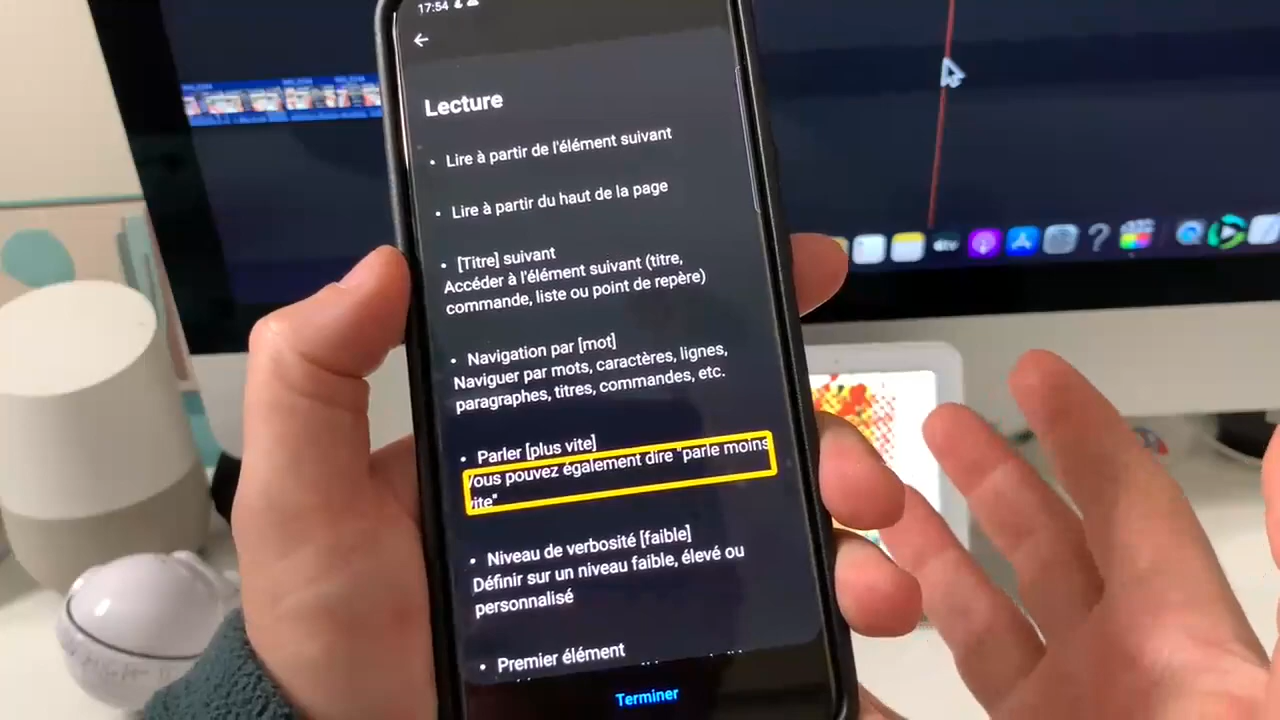 17:54
Lecture
• Lire à partir de l'élément suivant
• Lire à partir du haut de la page
• [Titre] suivant
Accéder à l'élément suivant (titre,
commande, liste ou point de repère)
• Navigation par [mot]
Naviguer par mots, caractères, lignes,
paragraphes, titres, commandes, etc.
• Parler [plus vite]
Vous pouvez également dire "parle moins
vite"
• Niveau de verbosité [faible]
Définir sur un niveau faible, élevé ou
personnalisé
• Premier élément
Terminer